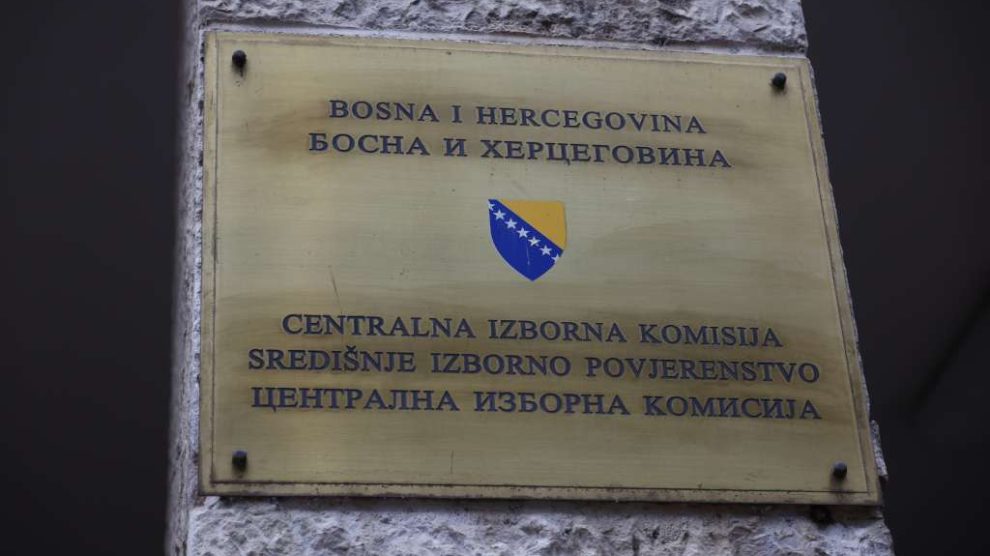 BOSNA I HERCEGOVINA
БОСНА И ХЕРЦЕГОВИНА
CENTRALNA IZBORNA KOMISIJA
SREDIŠNJE IZBORNO POVJERENSTVO
ЦЕНТРАЛНА ИЗБОРНА КОМИСИЈА